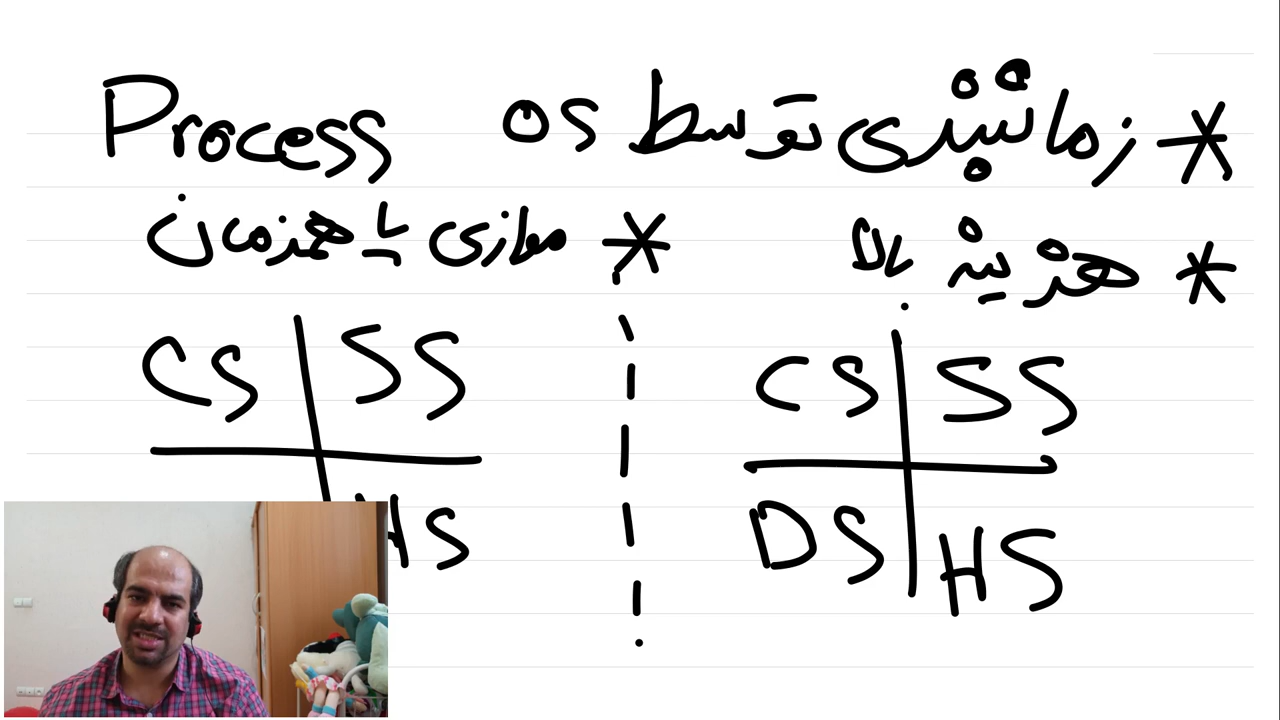 * زمانبندی توسط OS Process
* هزینه بالا * موازی یا همزمان
CS SS CS SS
DS HS HS